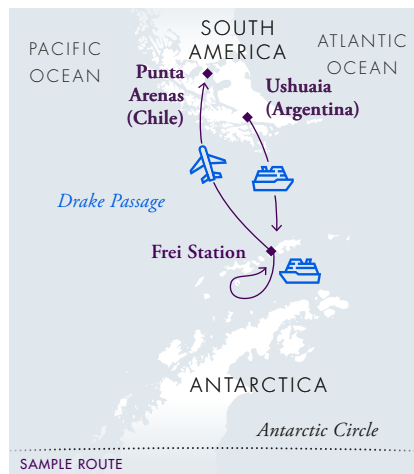 SOUTH
AMERICA
PACIFIC
OCEAN
ATLANTIC
OCEAN
Punta
Arenas
(Chile)
Ushuaia
(Argentina)
Drake Passage
Frei Station
ANTARCTICA
Antarctic Circle
SAMPLE ROUTE